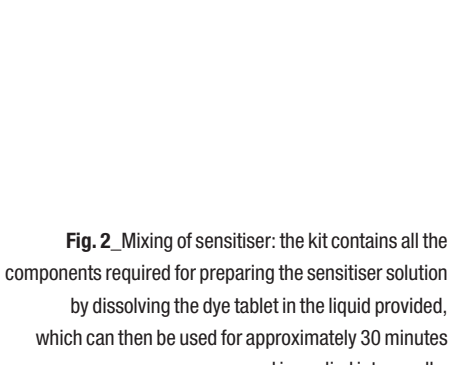 Fig. 2_Mixing of sensitiser: the kit contains all the
components required for preparing the sensitiser solution
by dissolving the dye tablet in the liquid provided,
which can then be used for approximately 30 minutes